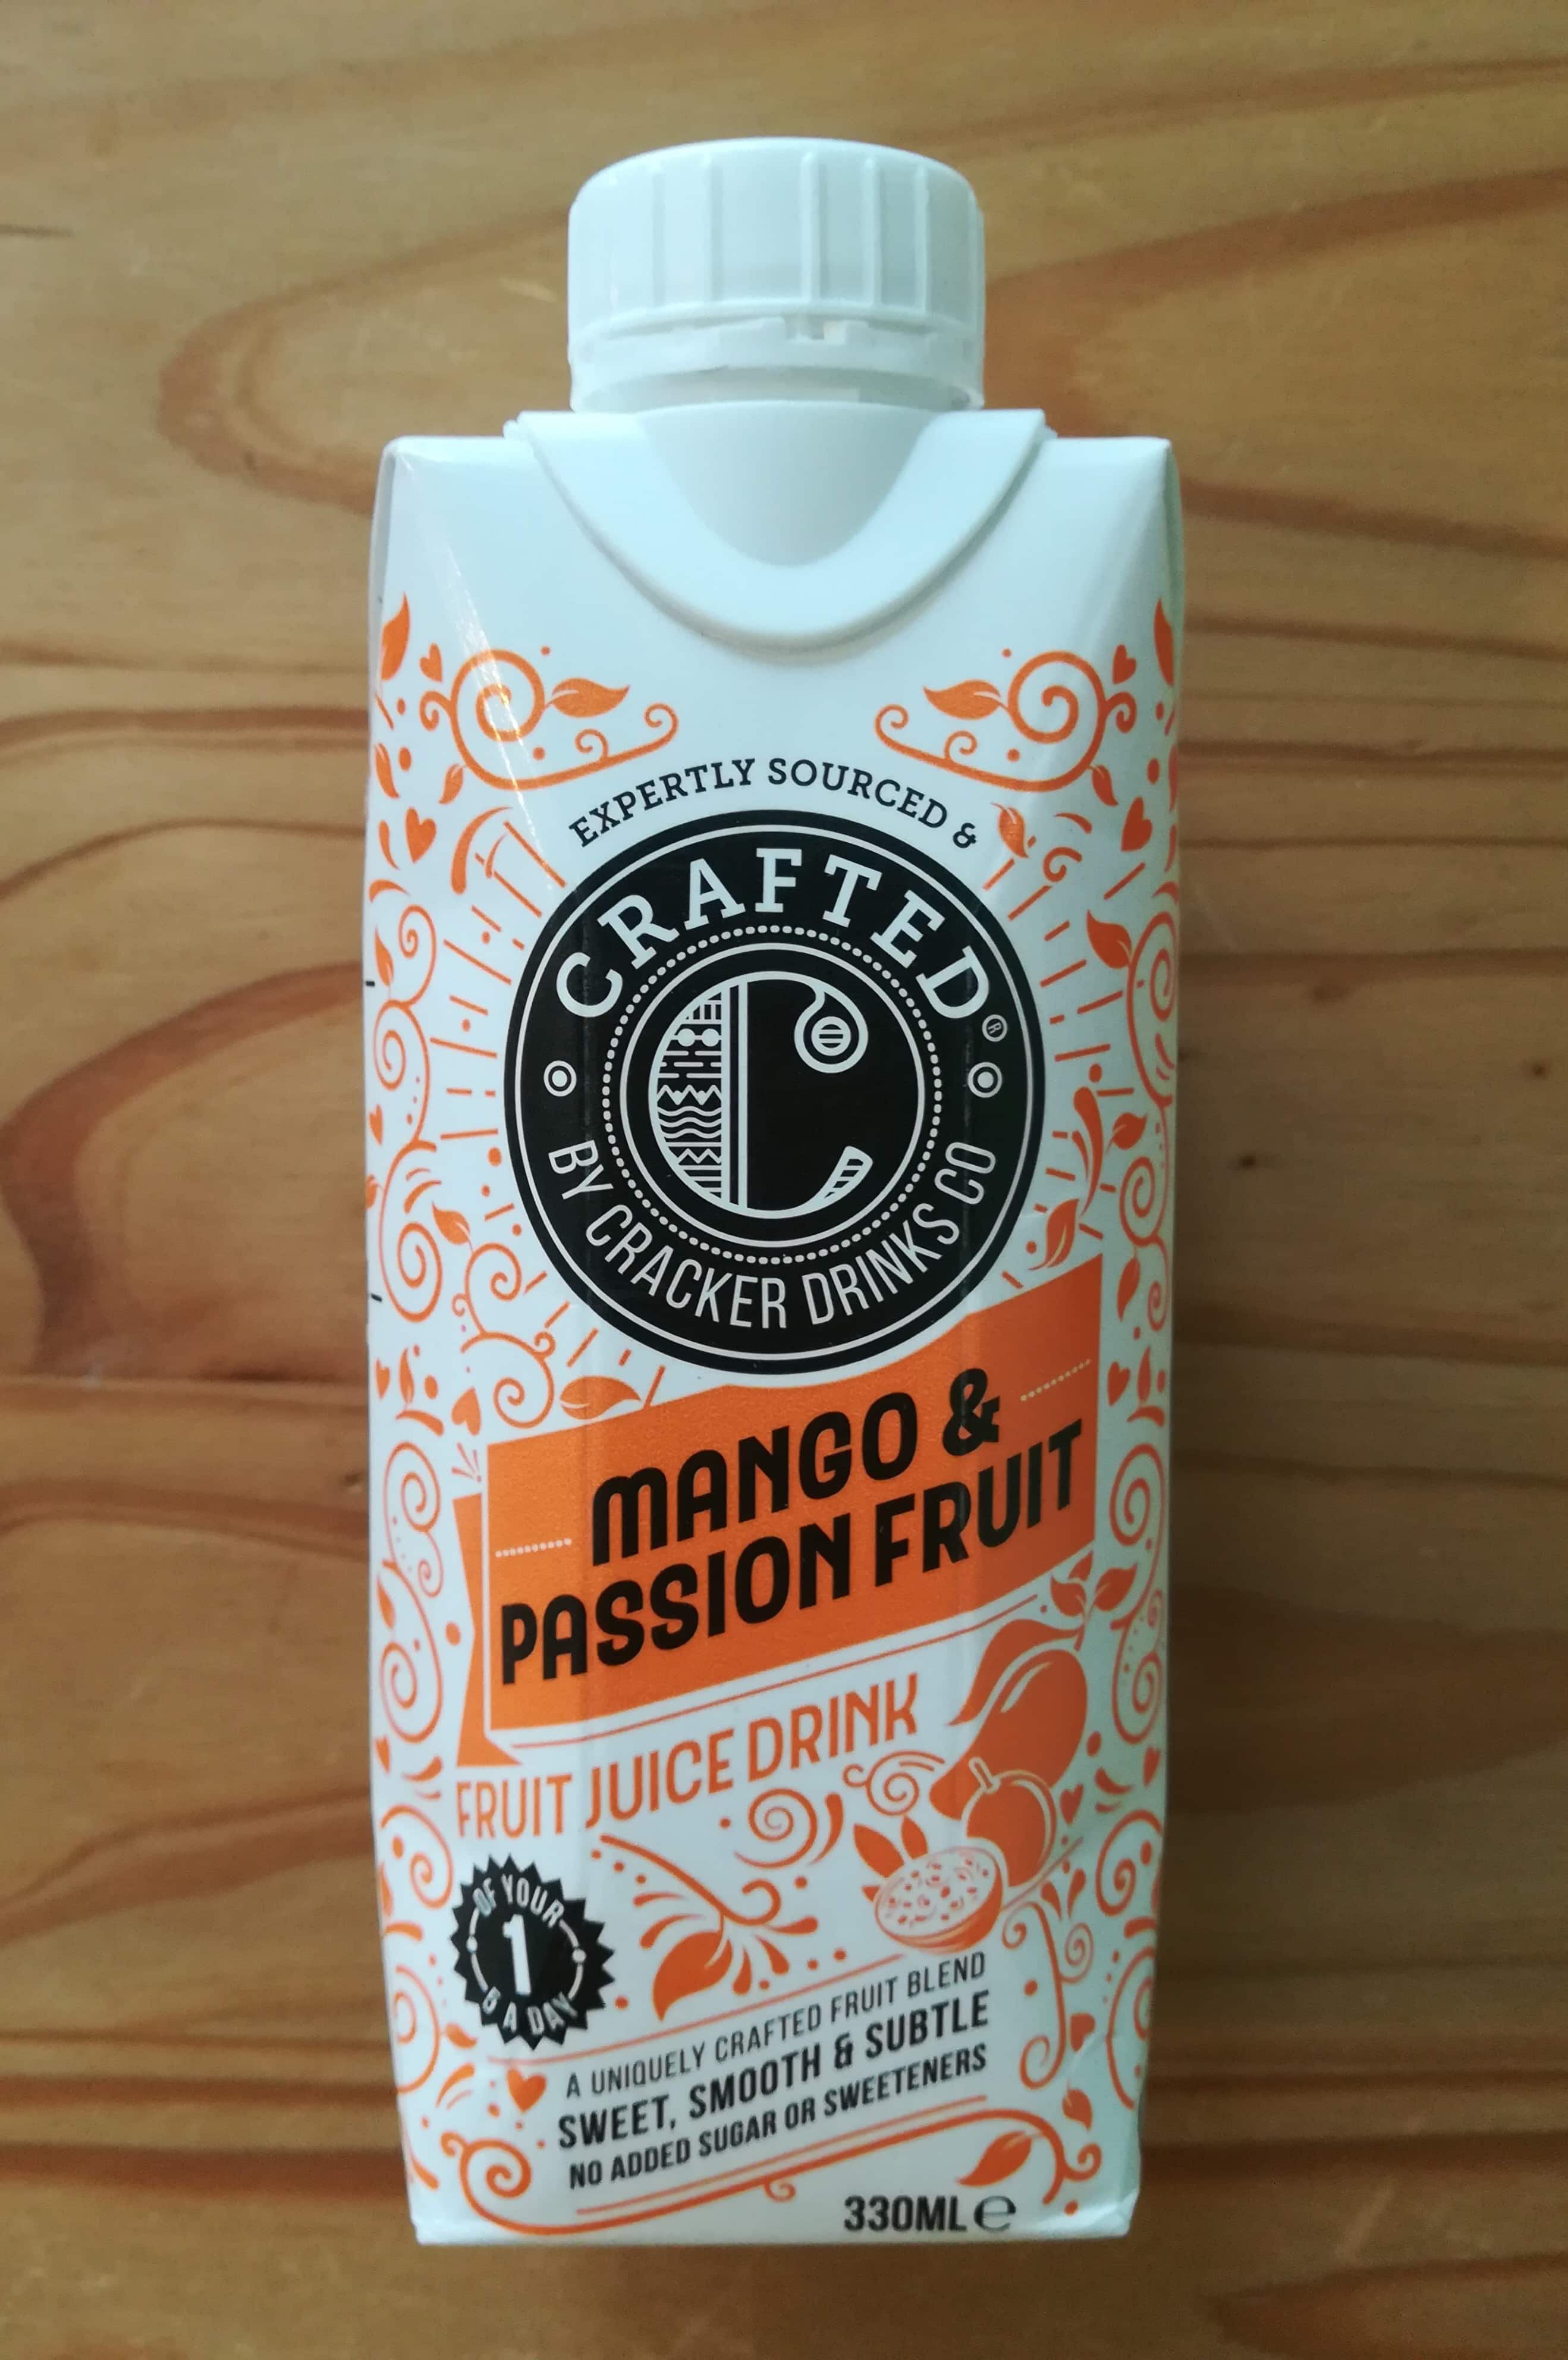 EXPERTLY SOURCED &
CRAFTED®
BY CRACKER DRINKS CO
MANGO &
PASSION FRUIT
FRUIT JUICE DRINK
1
OF YOUR
5 A DAY
A UNIQUELY CRAFTED FRUIT BLEND
SWEET, SMOOTH & SUBTLE
NO ADDED SUGAR OR SWEETENERS
330ML e